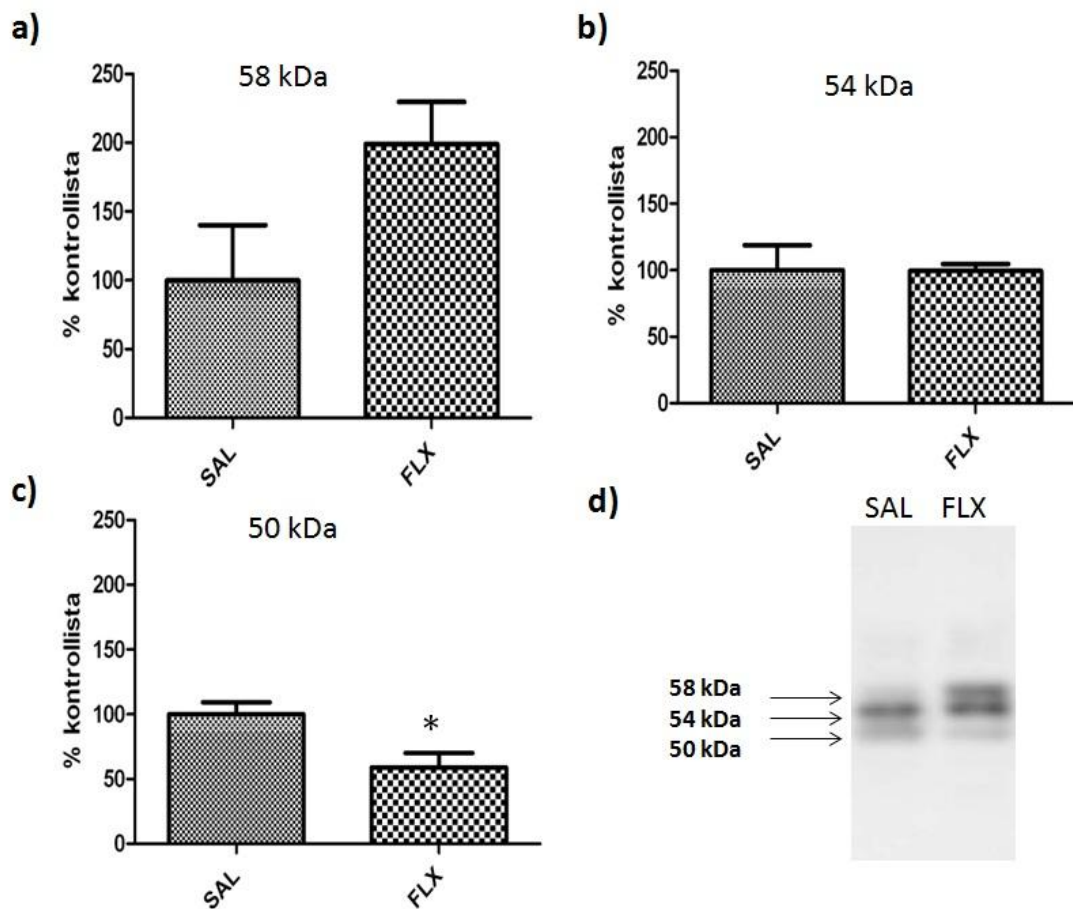 a)
58 kDa
% kontrollista
250
200
150
100
50
0
SAL
FLX
b)
54 kDa
% kontrollista
250
200
150
100
50
0
SAL
FLX
c)
50 kDa
% kontrollista
250
200
150
100
50
0
*
SAL
FLX
d)
SAL FLX
58 kDa
54 kDa
50 kDa